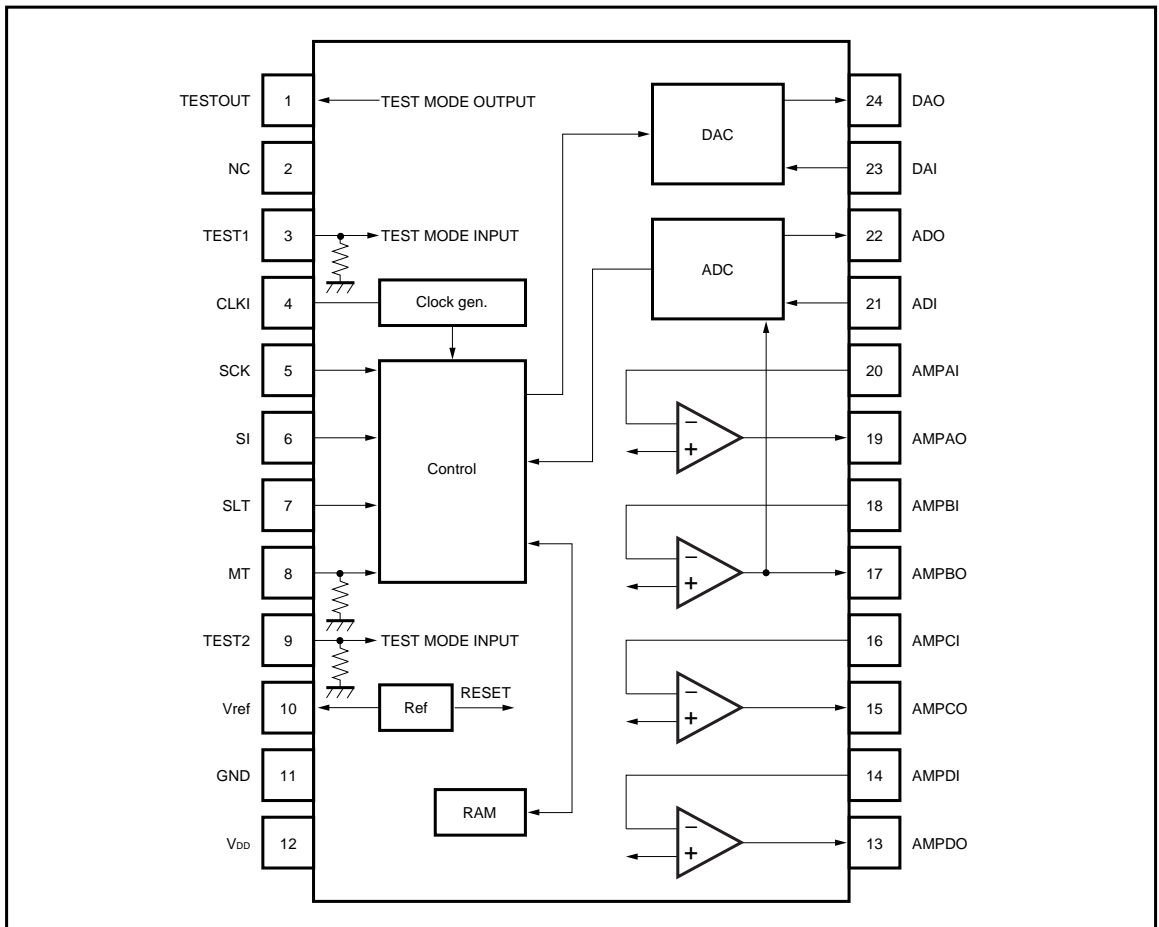 TESTOUT 1 TEST MODE OUTPUT
NC 2
TEST1 3 TEST MODE INPUT
CLKI 4 Clock gen.
SCK 5
SI 6
SLT 7
Control
MT 8
TEST2 9 TEST MODE INPUT
Vref 10 Ref RESET
GND 11
RAM
VDD 12
DAC
24 DAO
23 DAI
ADC
22 ADO
21 ADI
20 AMPAI
−
+
19 AMPAO
18 AMPBI
−
+
17 AMPBO
16 AMPCI
−
+
15 AMPCO
14 AMPDI
−
+
13 AMPDO